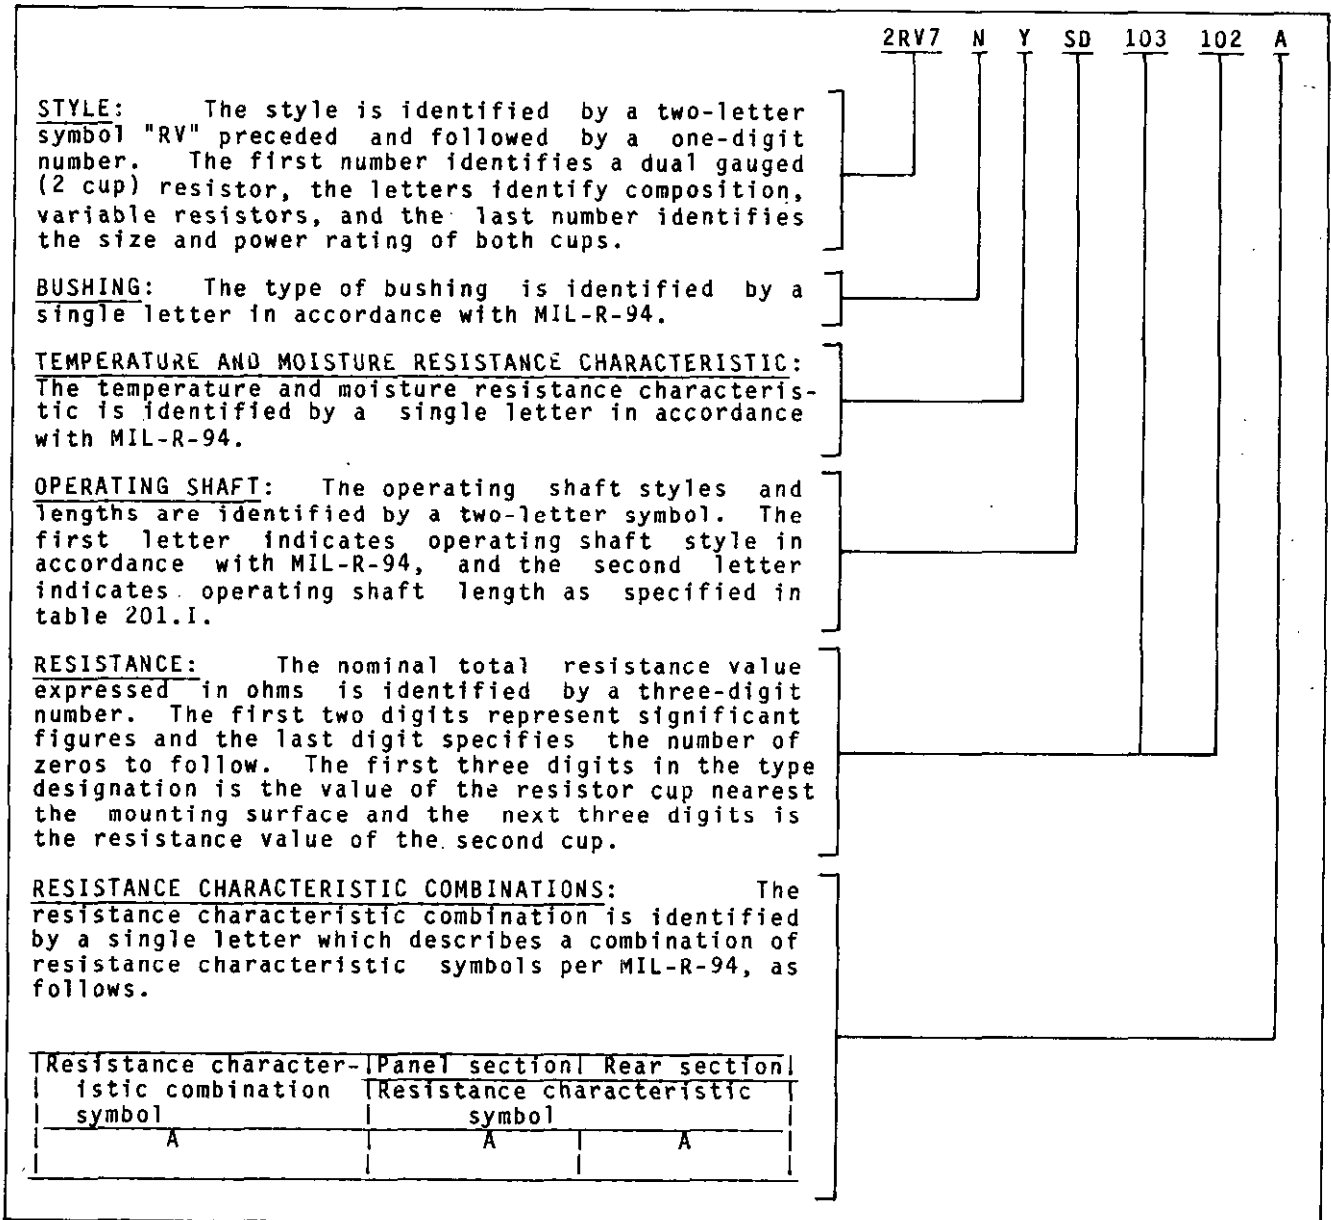 2RV7 N Y SD 103 102 A
STYLE: The style is identified by a two-letter
symbol "RV" preceded and followed by a one-digit
number. The first number identifies a dual gauged
(2 cup) resistor, the letters identify composition,
variable resistors, and the last number identifies
the size and power rating of both cups.
BUSHING: The type of bushing is identified by a
single letter in accordance with MIL-R-94.
TEMPERATURE AND MOISTURE RESISTANCE CHARACTERISTIC:
The temperature and moisture resistance characteris-
tic is identified by a single letter in accordance
with MIL-R-94.
OPERATING SHAFT: The operating shaft styles and
lengths are identified by a two-letter symbol. The
first letter indicates operating shaft style in
accordance with MIL-R-94, and the second letter
indicates operating shaft length as specified in
table 201.I.
RESISTANCE: The nominal total resistance value
expressed in ohms is identified by a three-digit
number. The first two digits represent significant
figures and the last digit specifies the number of
zeros to follow. The first three digits in the type
designation is the value of the resistor cup nearest
the mounting surface and the next three digits is
the resistance value of the second cup.
RESISTANCE CHARACTERISTIC COMBINATIONS: The
resistance characteristic combination is identified
by a single letter which describes a combination of
resistance characteristic symbols per MIL-R-94, as
follows.
Resistance character- Panel section Rear section
istic combination Resistance characteristic
symbol symbol
A A A